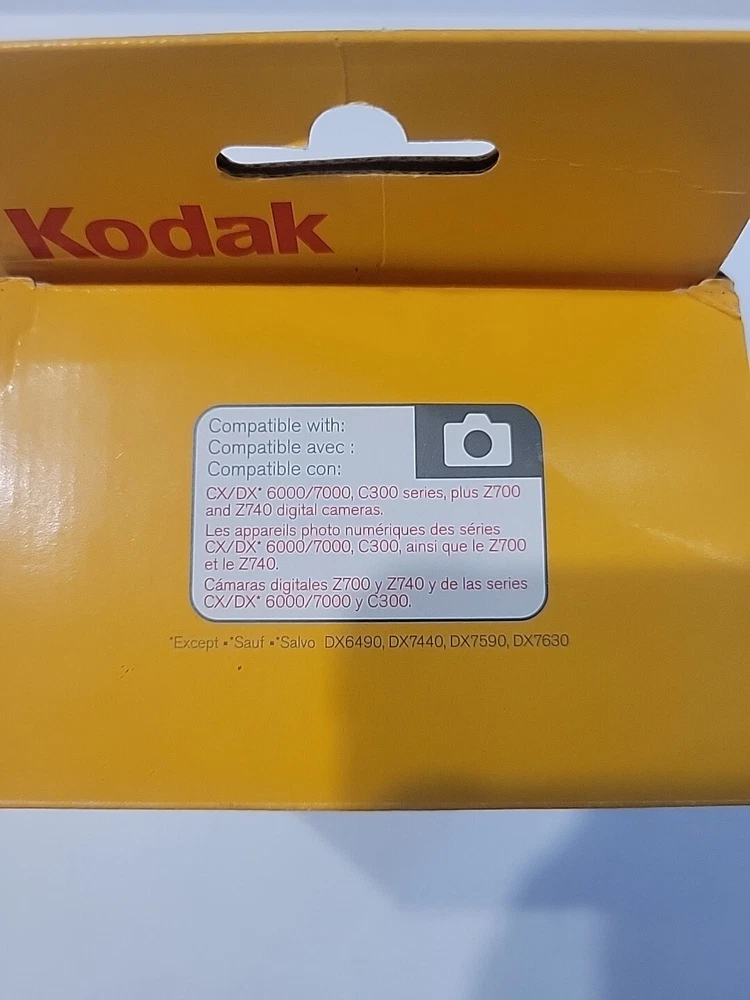 Kodak
Compatible with:
Compatible avec :
Compatible con:
CX/DX* 6000/7000, C300 series, plus Z700
and Z740 digital cameras.
Les appareils photo numériques des séries
CX/DX* 6000/7000, C300, ainsi que le Z700
et le Z740.
Cámaras digitales Z700 y Z740 y de las series
CX/DX* 6000/7000 y C300.
*Except ▪*Sauf ▪*Salvo DX6490, DX7440, DX7590, DX7630